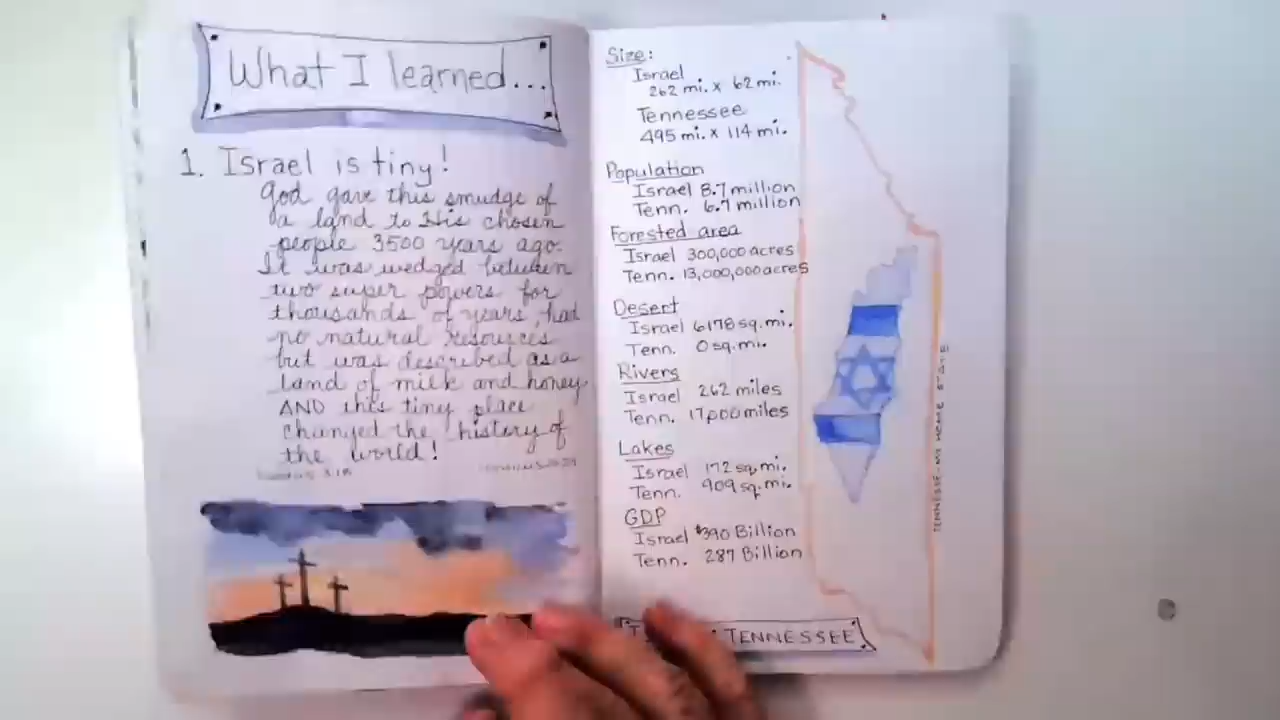 What I learned...
1. Israel is tiny!
God gave this smudge of
a land to His chosen
people 3500 years ago.
It was wedged between
two super powers for
thousands of years, had
no natural resources
but was described as a
land of milk and honey
AND this tiny place
changed the history of
the world!
Size:
Israel
262 mi. x 62 mi.
Tennessee
495 mi. x 114 mi.
Population
Israel 8.7 million
Tenn. 6.7 million
Forested area
Israel 300,000 acres
Tenn. 13,000,000 acres
Desert
Israel 6178 sq. mi.
Tenn. 0 sq. mi.
Rivers
Israel 262 miles
Tenn. 17,000 miles
Lakes
Israel 172 sq. mi.
Tenn. 909 sq. mi.
GDP
Israel $390 Billion
Tenn. 287 Billion
TENNESSEE-MY HOME STATE
TENNESSEE